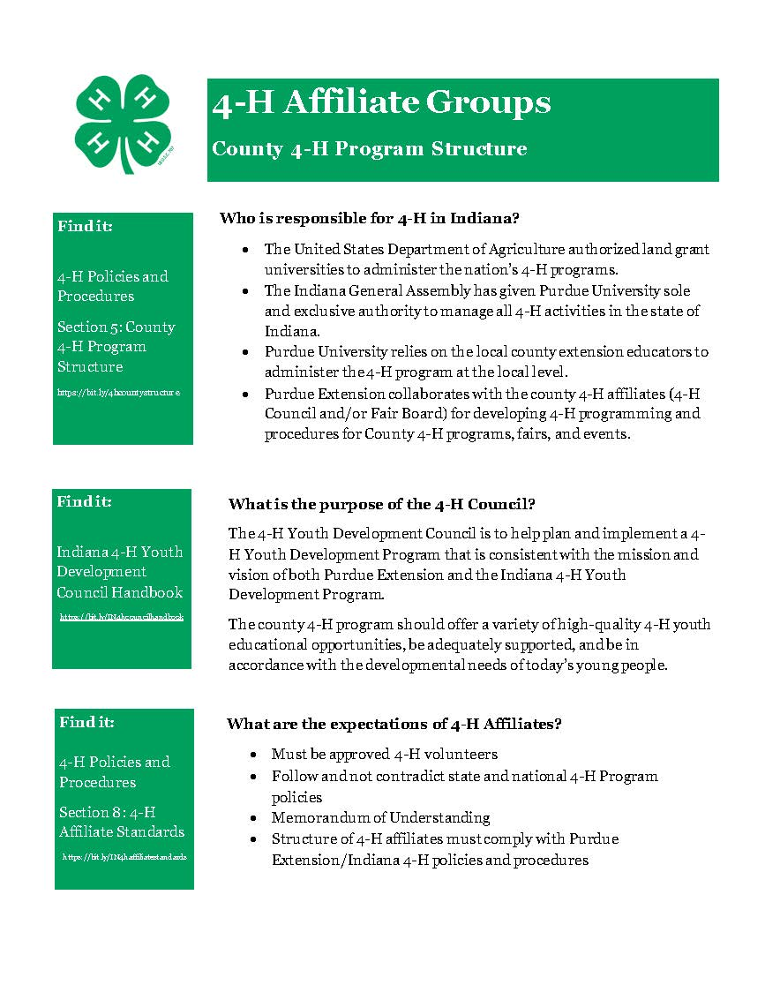 H H
H H
4-H Affiliate Groups
County 4-H Program Structure
Find it:
4-H Policies and
Procedures
Section 5: County
4-H Program
Structure
https://bit.ly/4hcountystructure
Who is responsible for 4-H in Indiana?
• The United States Department of Agriculture authorized land grant
universities to administer the nation's 4-H programs.
• The Indiana General Assembly has given Purdue University sole
and exclusive authority to manage all 4-H activities in the state of
Indiana.
• Purdue University relies on the local county extension educators to
administer the 4-H program at the local level.
• Purdue Extension collaborates with the county 4-H affiliates (4-H
Council and/or Fair Board) for developing 4-H programming and
procedures for County 4-H programs, fairs, and events.
Find it:
Indiana 4-H Youth
Development
Council Handbook
https://bit.ly/IN4hcouncilhandbook
What is the purpose of the 4-H Council?
The 4-H Youth Development Council is to help plan and implement a 4-
H Youth Development Program that is consistent with the mission and
vision of both Purdue Extension and the Indiana 4-H Youth
Development Program.
The county 4-H program should offer a variety of high-quality 4-H youth
educational opportunities, be adequately supported, and be in
accordance with the developmental needs of today's young people.
Find it:
4-H Policies and
Procedures
Section 8: 4-H
Affiliate Standards
https://bit.ly/IN4haffiliatestandards
What are the expectations of 4-H Affiliates?
• Must be approved 4-H volunteers
• Follow and not contradict state and national 4-H Program
policies
• Memorandum of Understanding
• Structure of 4-H affiliates must comply with Purdue
Extension/Indiana 4-H policies and procedures